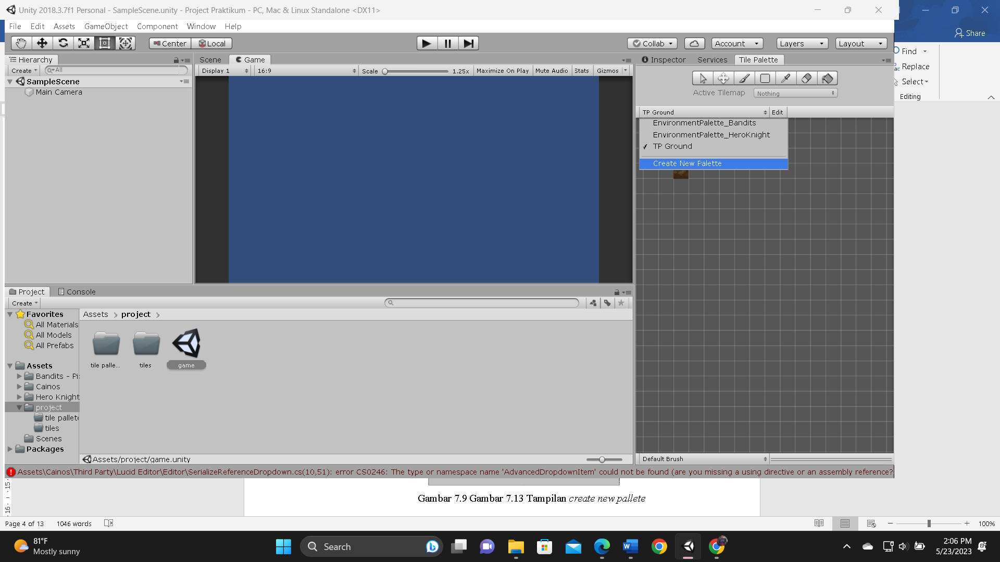 Unity 2018.3.7f1 Personal - SampleScene.unity - Project Praktikum - PC, Mac & Linux Standalone <DX11>
File Edit Assets GameObject Component Window Help
Share
Center Local
Collab Account Layers Layout
Find
Replace
Select
Editing
Hierarchy
Create All
SampleScene
Main Camera
Scene Game
Display 1 16:9 Scale 1.25x Maximize On Play Mute Audio Stats Gizmos
Inspector Services Tile Palette
Active Tilemap Nothing
TP Ground Edit
EnvironmentPalette_Bandits
EnvironmentPalette_HeroKnight
✓ TP Ground
Create New Palette
Project Console
Create
Favorites
All Materials
All Models
All Prefabs
Assets
Bandits - Pi
Cainos
Hero Knight
project
tile pallete
tiles
Scenes
Packages
Assets > project >
tile palle... tiles game
Assets/project/game.unity
Default Brush
Assets\Cainos\Third Party\Lucid Editor\Editor\SerializeReferenceDropdown.cs(10,51): error CS0246: The type or namespace name 'AdvancedDropdownItem' could not be found (are you missing a using directive or an assembly reference?
15
16
Gambar 7.9 Gambar 7.13 Tampilan create new pallete
Page 4 of 13 1046 words
100%
81°F
Mostly sunny
Search
2:06 PM
5/23/2023